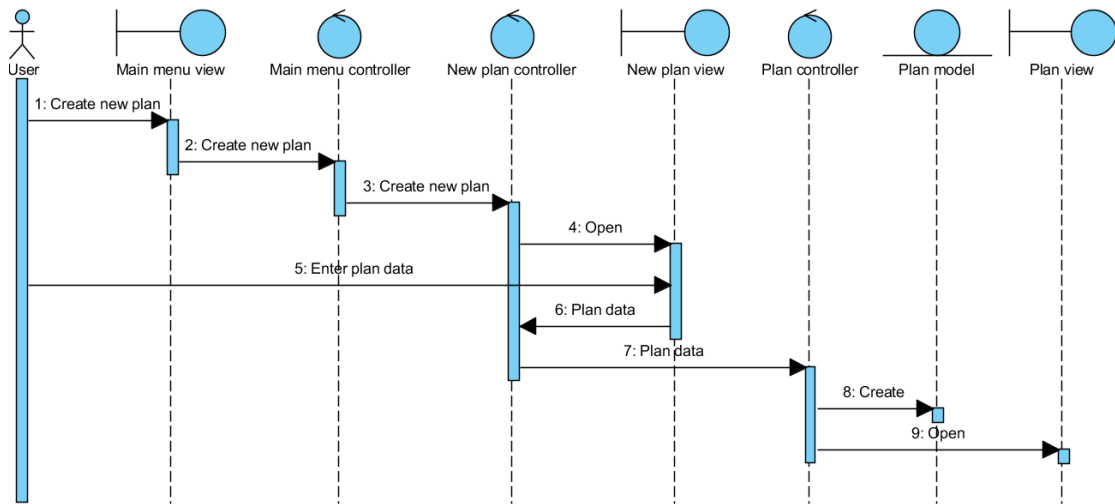 User
Main menu view
Main menu controller
New plan controller
New plan view
Plan controller
Plan model
Plan view
1: Create new plan
2: Create new plan
3: Create new plan
4: Open
5: Enter plan data
6: Plan data
7: Plan data
8: Create
9: Open